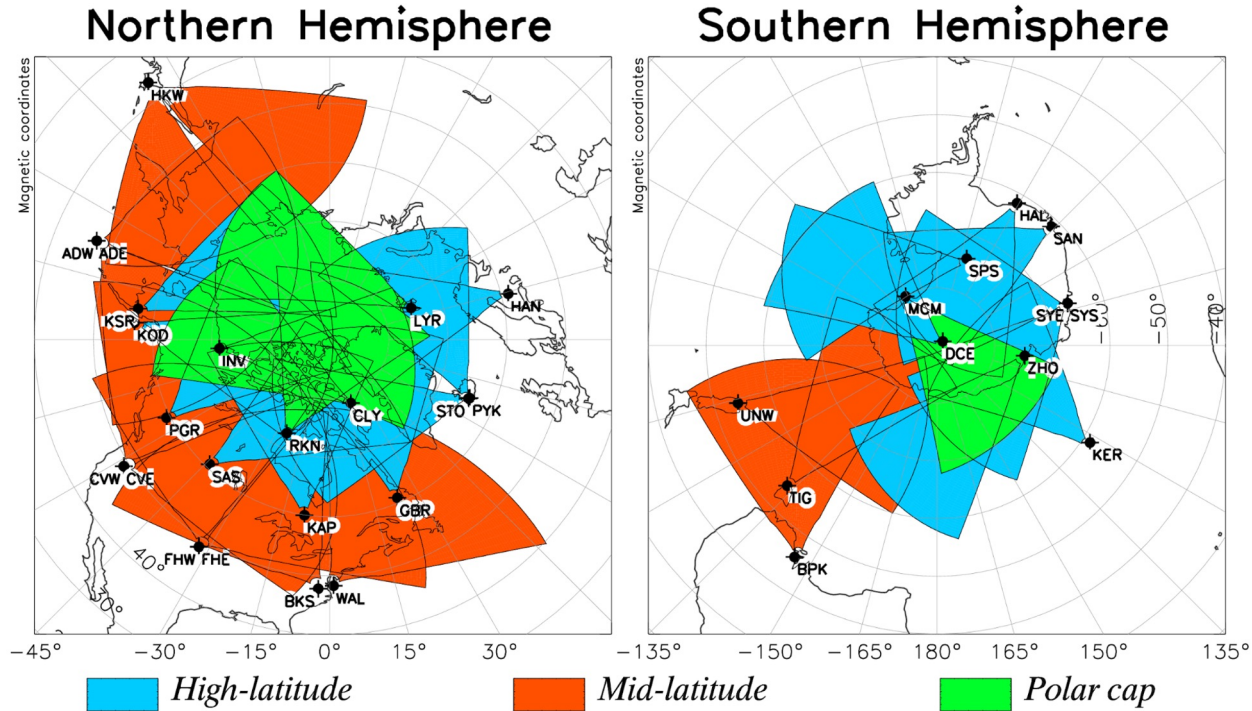 Northern Hemisphere
Southern Hemisphere
Magnetic coordinates
HKW
ADW ADE
KSR
KOD
INV
LYR
HAN
STO PYK
CLY
PGR
RKN
CVW CVE
SAS
KAP
GBR
FHW FHE
40°
BKS
WAL
-45°
-30°
0°
15°
30°
Magnetic coordinates
HAL
SAN
SPS
MCM
SYE SYS
-50°
-40°
DCE
ZHO
UNW
KER
TIG
BPK
-135°
-150°
-165°
180°
165°
150°
135°
High-latitude
Mid-latitude
Polar cap